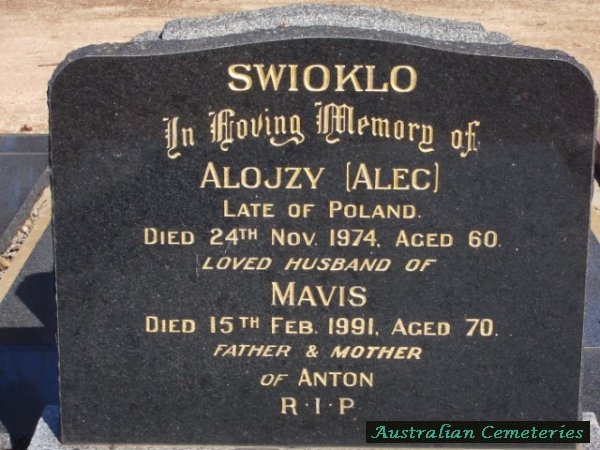 SWIOKLO
In Loving Memory of
ALOJZY (ALEC)
LATE OF POLAND.
DIED 24TH NOV. 1974, AGED 60.
LOVED HUSBAND OF
MAVIS
DIED 15TH FEB. 1991, AGED 70.
FATHER & MOTHER
OF ANTON
R·I·P
Australian Cemeteries